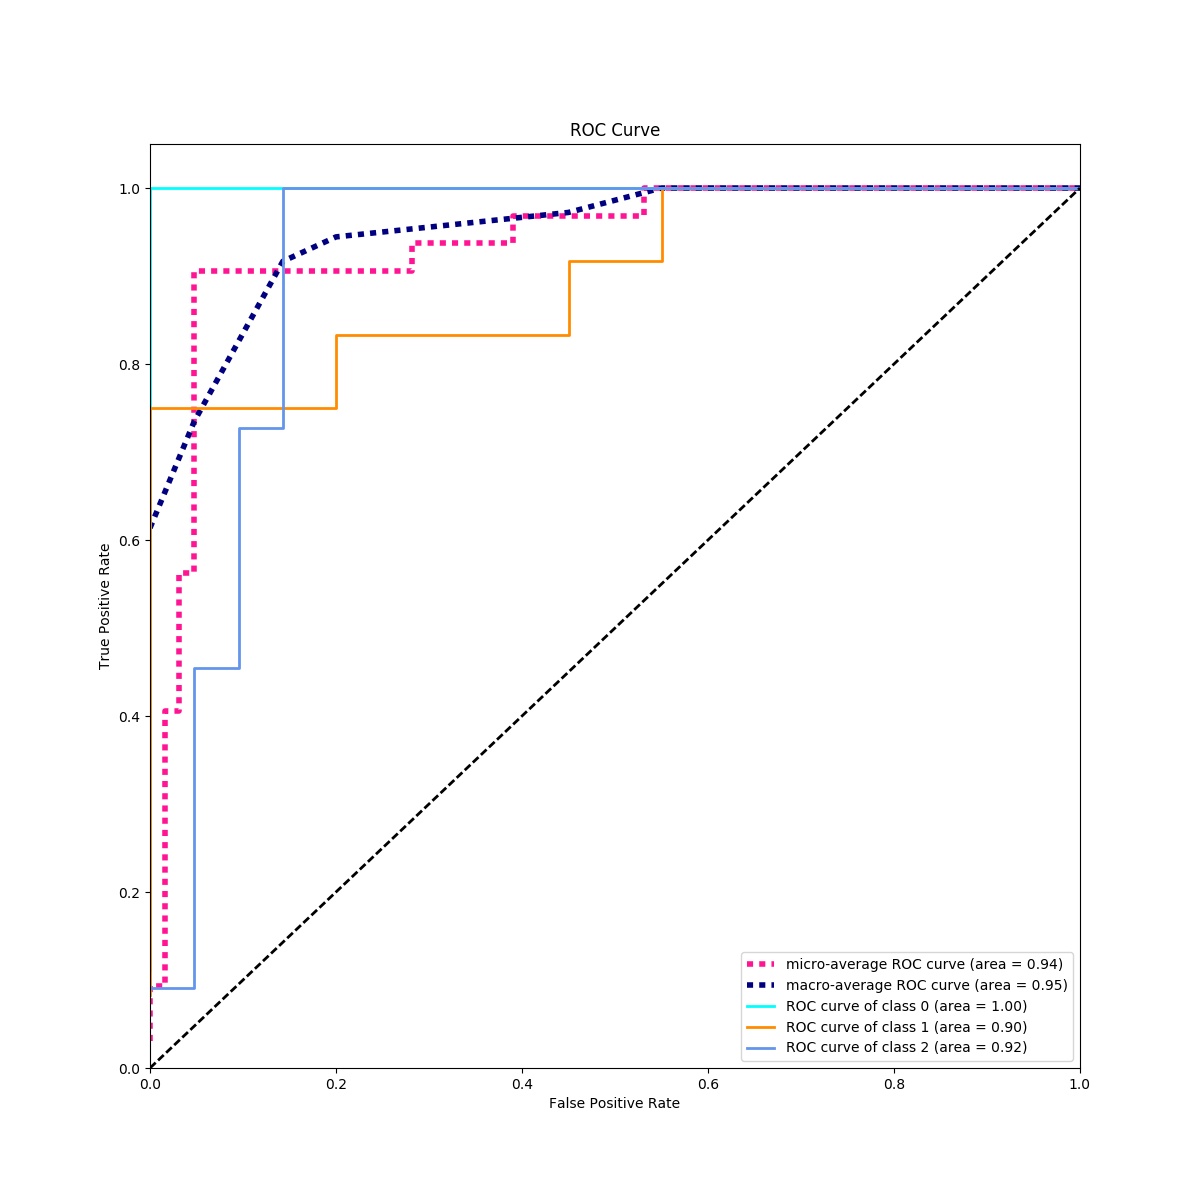 ROC Curve
1.0
0.8
0.6
0.4
0.2
0.0
True Positive Rate
0.0 0.2 0.4 0.6 0.8 1.0
False Positive Rate
micro-average ROC curve (area = 0.94)
macro-average ROC curve (area = 0.95)
ROC curve of class 0 (area = 1.00)
ROC curve of class 1 (area = 0.90)
ROC curve of class 2 (area = 0.92)